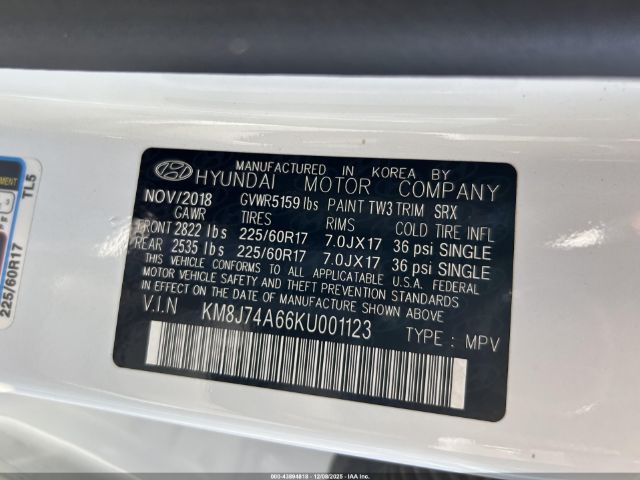 MANUFACTURED IN KOREA BY
HYUNDAI MOTOR COMPANY
NOV/2018 GVWR5159 lbs PAINT TW3 TRIM SRX
GAWR TIRES RIMS COLD TIRE INFL
FRONT 2822 lbs 225/60R17 7.0JX17 36 psi SINGLE
REAR 2535 lbs 225/60R17 7.0JX17 36 psi SINGLE
THIS VEHICLE CONFORMS TO ALL APPLICABLE U.S.A. FEDERAL
MOTOR VEHICLE SAFETY AND THEFT PREVENTION STANDARDS
IN EFFECT ON THE DATE OF MANUFACTURE SHOWN ABOVE
V.I.N KM8J74A66KU001123 TYPE : MPV
TL5
225/60R17
000-43894818 - 12/08/2025 - IAA Inc.